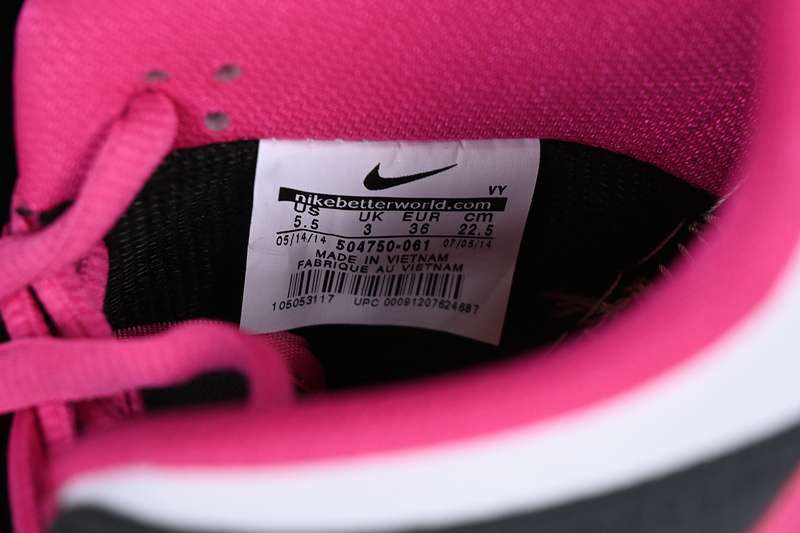 VY
nikebetterworld.com
US UK EUR cm
5.5 3 36 22.5
05/14/14 504750-061 07/05/14
MADE IN VIETNAM
FABRIQUE AU VIETNAM
105053117 UPC 00091207624687